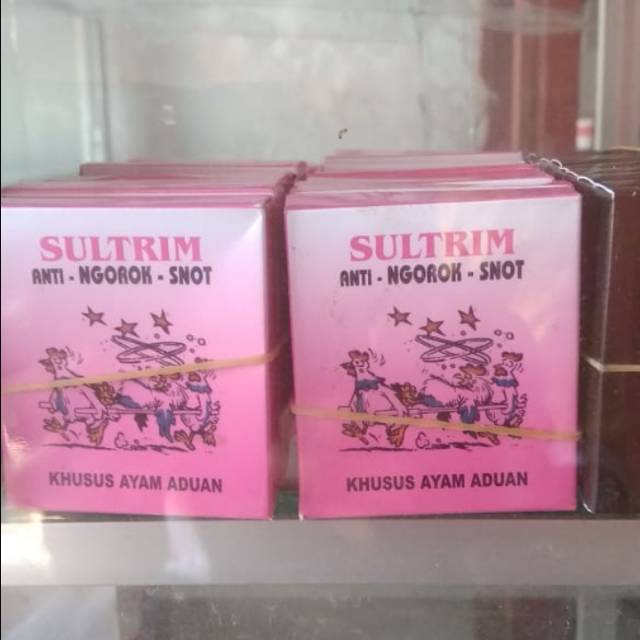 SULTRIM
ANTI - NGOROK - SNOT
KHUSUS AYAM ADUAN
SULTRIM
ANTI - NGOROK - SNOT
KHUSUS AYAM ADUAN